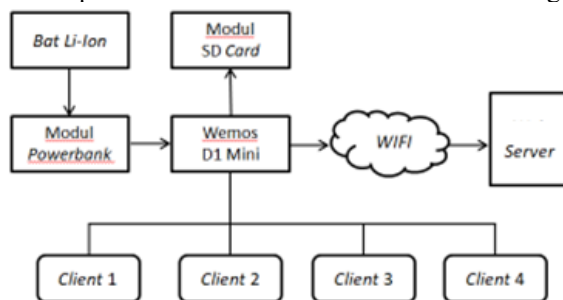 Bat Li-Ion
Modul
SD Card
Modul
Powerbank
Wemos
D1 Mini
WIFI
Server
Client 1
Client 2
Client 3
Client 4